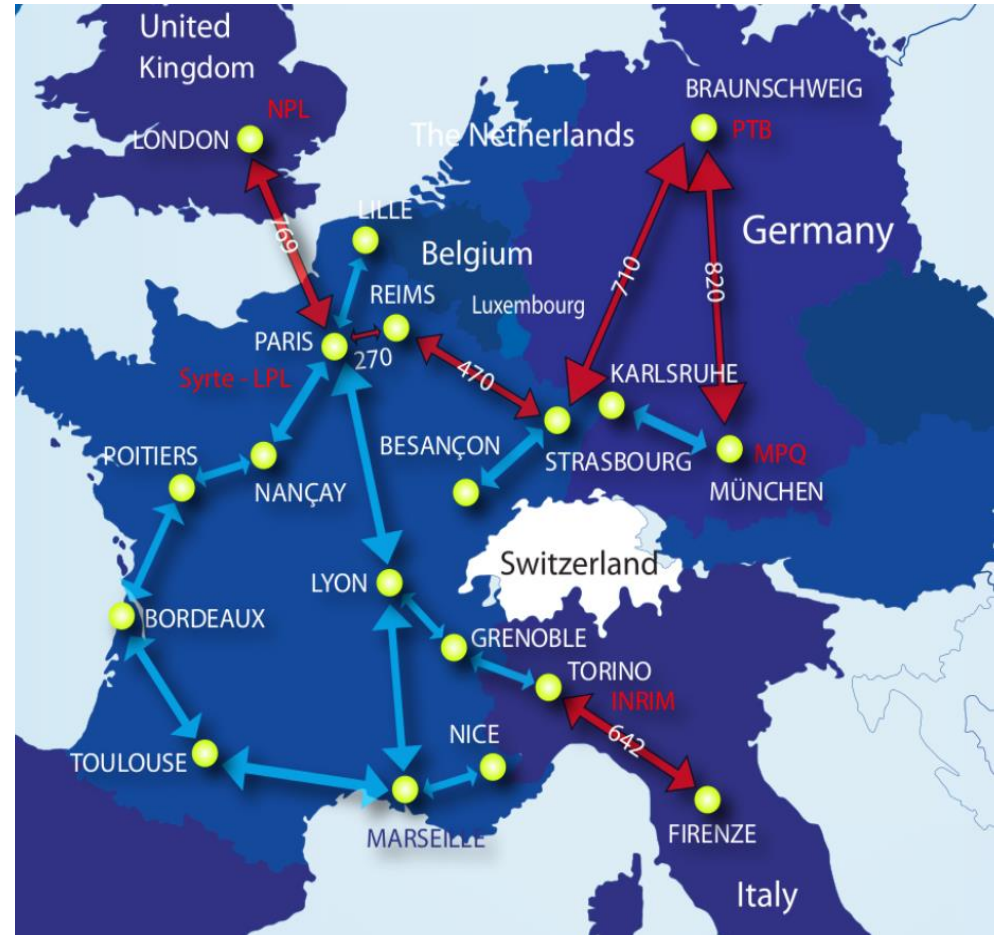 United
Kingdom
NPL
LONDON
BRAUNSCHWEIG
PTB
The Netherlands
LILLE
769
Belgium
Germany
710
820
REIMS
Luxembourg
PARIS
270
Syrte - LPL
470
KARLSRUHE
BESANÇON
STRASBOURG
MPQ
MÜNCHEN
POITIERS
NANÇAY
Switzerland
LYON
BORDEAUX
GRENOBLE
TORINO
INRIM
642
NICE
TOULOUSE
MARSEILLE
FIRENZE
Italy